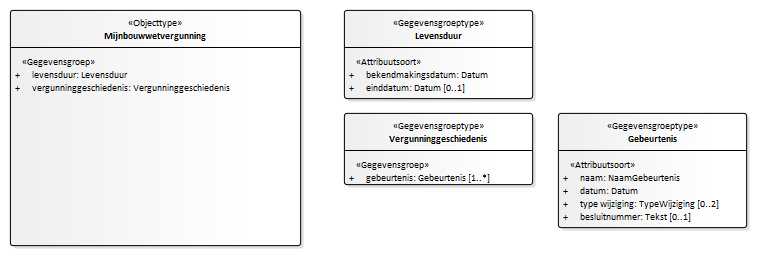 «Objecttype»
Mijnbouwwetvergunning
«Gegevensgroep»
+ levensduur: Levensduur
+ vergunninggeschiedenis: Vergunninggeschiedenis
«Gegevensgroeptype»
Levensduur
«Attribuutsoort»
+ bekendmakingsdatum: Datum
+ einddatum: Datum [0..1]
«Gegevensgroeptype»
Vergunninggeschiedenis
«Gegevensgroep»
+ gebeurtenis: Gebeurtenis [1..*]
«Gegevensgroeptype»
Gebeurtenis
«Attribuutsoort»
+ naam: NaamGebeurtenis
+ datum: Datum
+ type wijziging: TypeWijziging [0..2]
+ besluitnummer: Tekst [0..1]